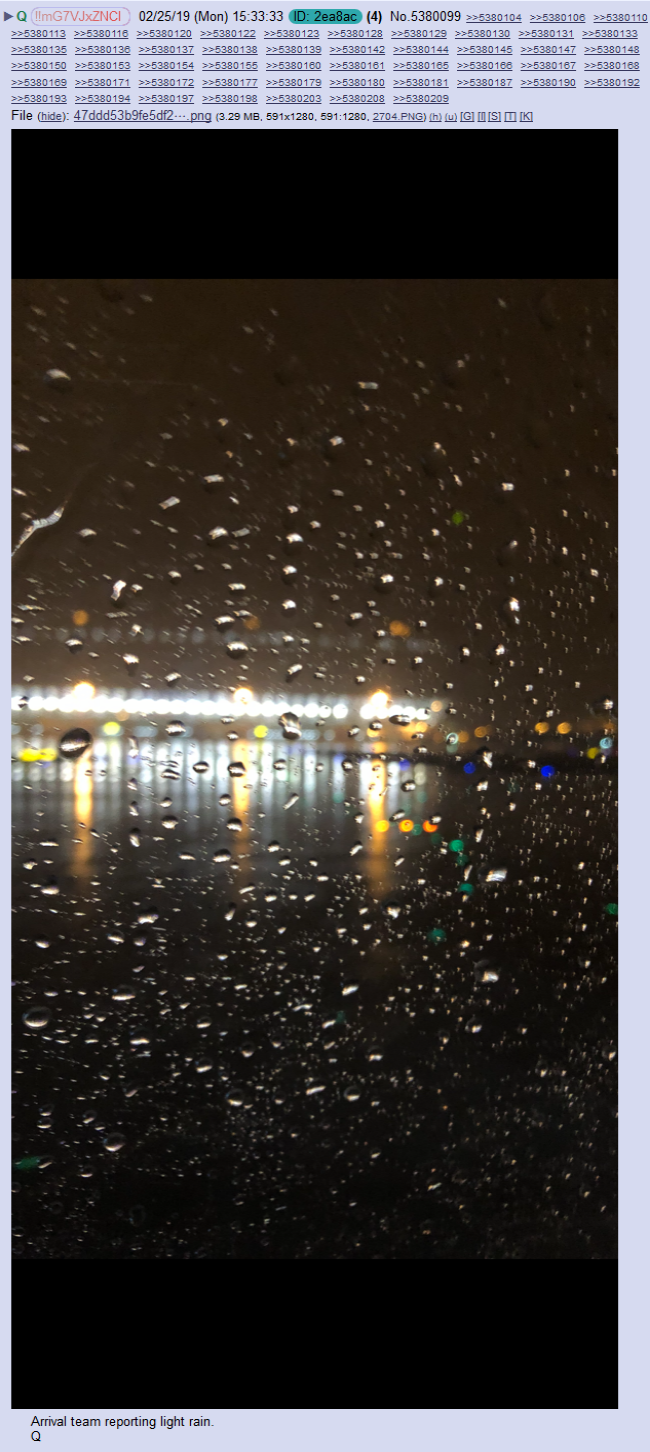 ▶ Q !!mG7VJxZNCI 02/25/19 (Mon) 15:33:33 ID: 2ea8ac (4) No.5380099 >>5380104 >>5380106 >>5380110
>>5380113 >>5380116 >>5380120 >>5380122 >>5380123 >>5380128 >>5380129 >>5380130 >>5380131 >>5380133
>>5380135 >>5380136 >>5380137 >>5380138 >>5380139 >>5380142 >>5380144 >>5380145 >>5380147 >>5380148
>>5380150 >>5380153 >>5380154 >>5380155 >>5380160 >>5380161 >>5380165 >>5380166 >>5380167 >>5380168
>>5380169 >>5380171 >>5380172 >>5380177 >>5380179 >>5380180 >>5380181 >>5380187 >>5380190 >>5380192
>>5380193 >>5380194 >>5380197 >>5380198 >>5380203 >>5380208 >>5380209
File (hide): 47ddd53b9fe5df2⋯.png (3.29 MB, 591x1280, 591:1280, 2704.PNG) (h) (u) [G] [I] [S] [T] [K]
Arrival team reporting light rain.
Q